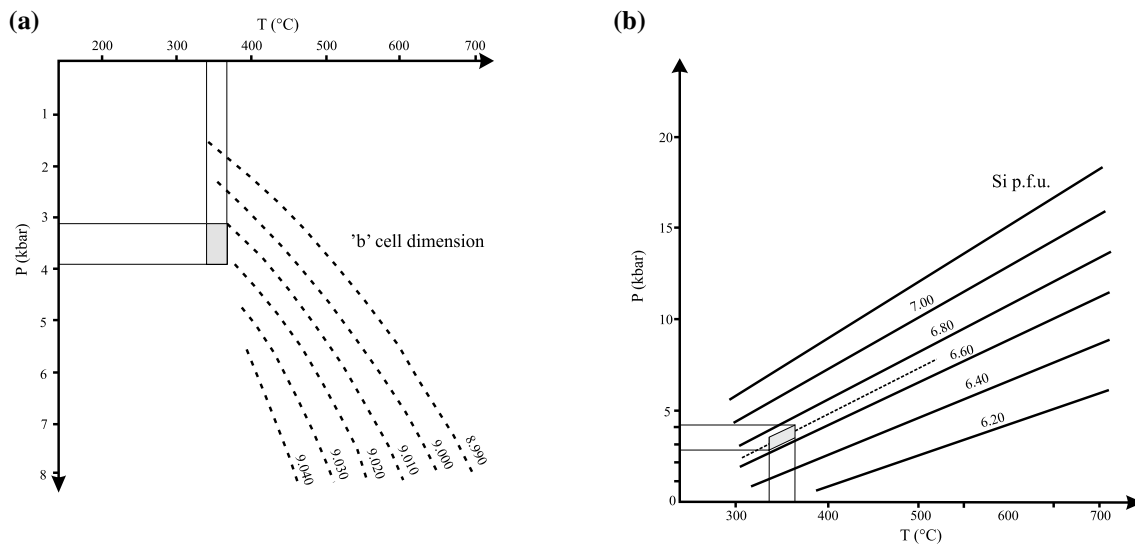 (a)
T (°C)
200 300 400 500 600 700
P (kbar)
1
2
3
4
5
6
7
8
'b' cell dimension
9.040
9.030
9.020
9.010
9.000
8.990
(b)
P (kbar)
20
15
10
5
0
Si p.f.u.
7.00
6.80
6.60
6.40
6.20
300 400 500 600 700
T (°C)